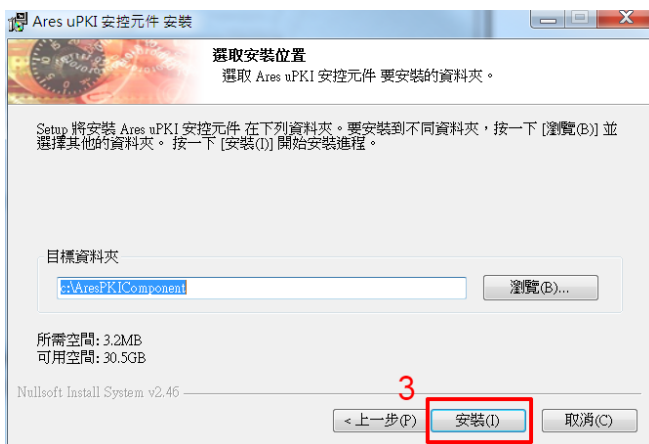 Ares uPKI 安控元件 安裝
選取安裝位置
選取 Ares uPKI 安控元件 要安裝的資料夾。
Setup 將安裝 Ares uPKI 安控元件 在下列資料夾。要安裝到不同資料夾，按一下 [瀏覽(B)] 並
選擇其他的資料夾。 按一下 [安裝(I)] 開始安裝進程。
目標資料夾
c:\AresPKIComponent
瀏覽(B)...
所需空間: 3.2MB
可用空間: 30.5GB
Nullsoft Install System v2.46
3
< 上一步(P)
安裝(I)
取消(C)